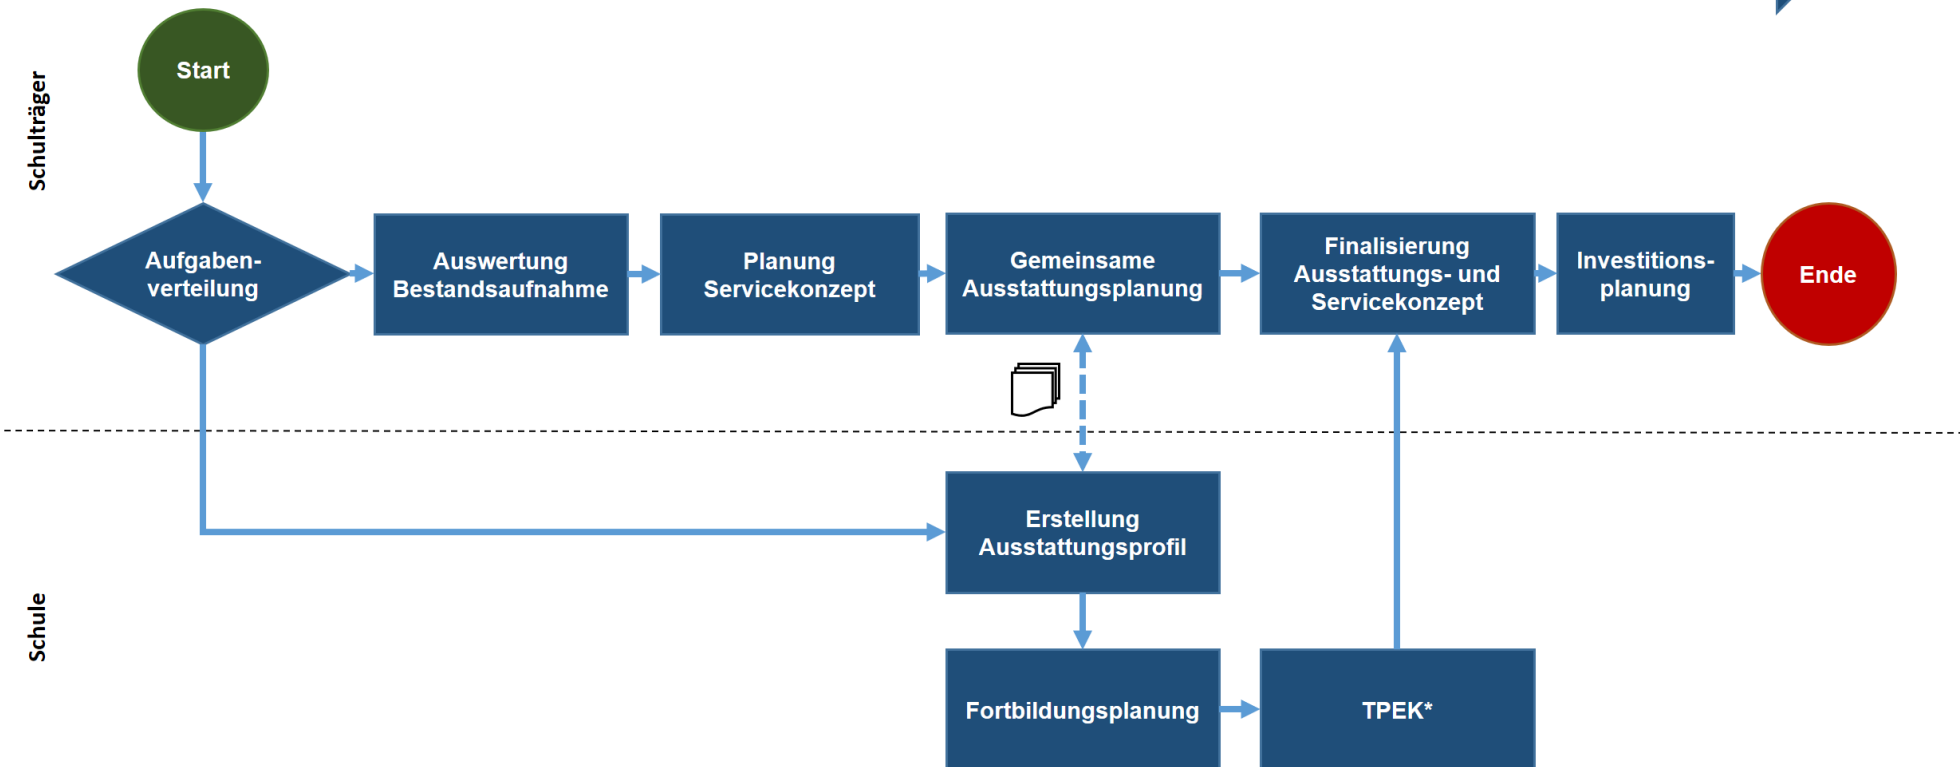 Schulträger
Start
Aufgaben-
verteilung
Auswertung
Bestandsaufnahme
Planung
Servicekonzept
Gemeinsame
Ausstattungsplanung
Finalisierung
Ausstattungs- und
Servicekonzept
Investitions-
planung
Ende
Schule
Erstellung
Ausstattungsprofil
Fortbildungsplanung
TPEK*